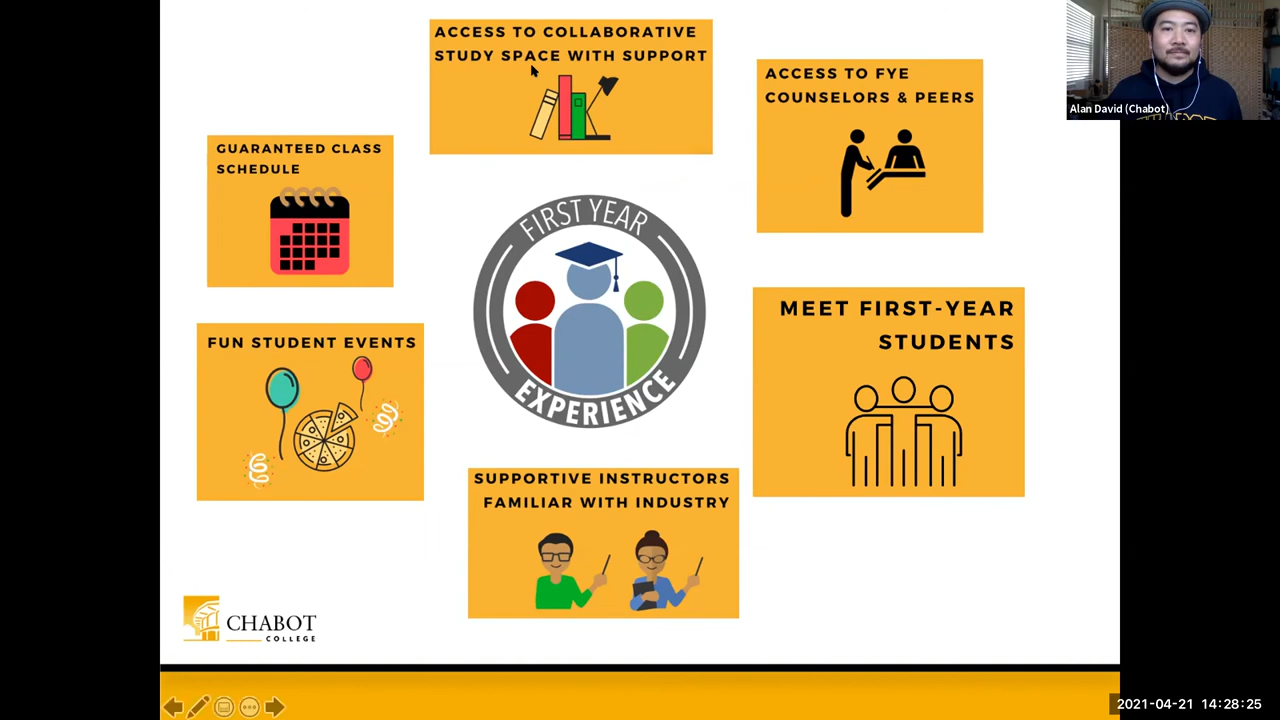 ACCESS TO COLLABORATIVE
STUDY SPACE WITH SUPPORT
ACCESS TO FYE
COUNSELORS & PEERS
Alan David (Chabot)
GUARANTEED CLASS
SCHEDULE
FIRST YEAR
EXPERIENCE
MEET FIRST-YEAR
STUDENTS
FUN STUDENT EVENTS
SUPPORTIVE INSTRUCTORS
FAMILIAR WITH INDUSTRY
CHABOT
COLLEGE
2021-04-21 14:28:25